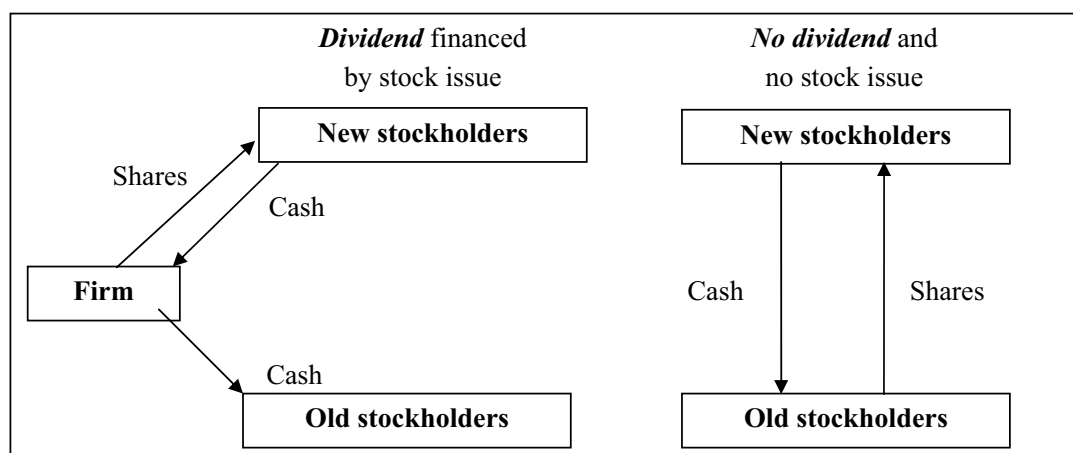 Dividend financed
by stock issue
New stockholders
Shares
Cash
Firm
Cash
Old stockholders
No dividend and
no stock issue
New stockholders
Cash
Shares
Old stockholders